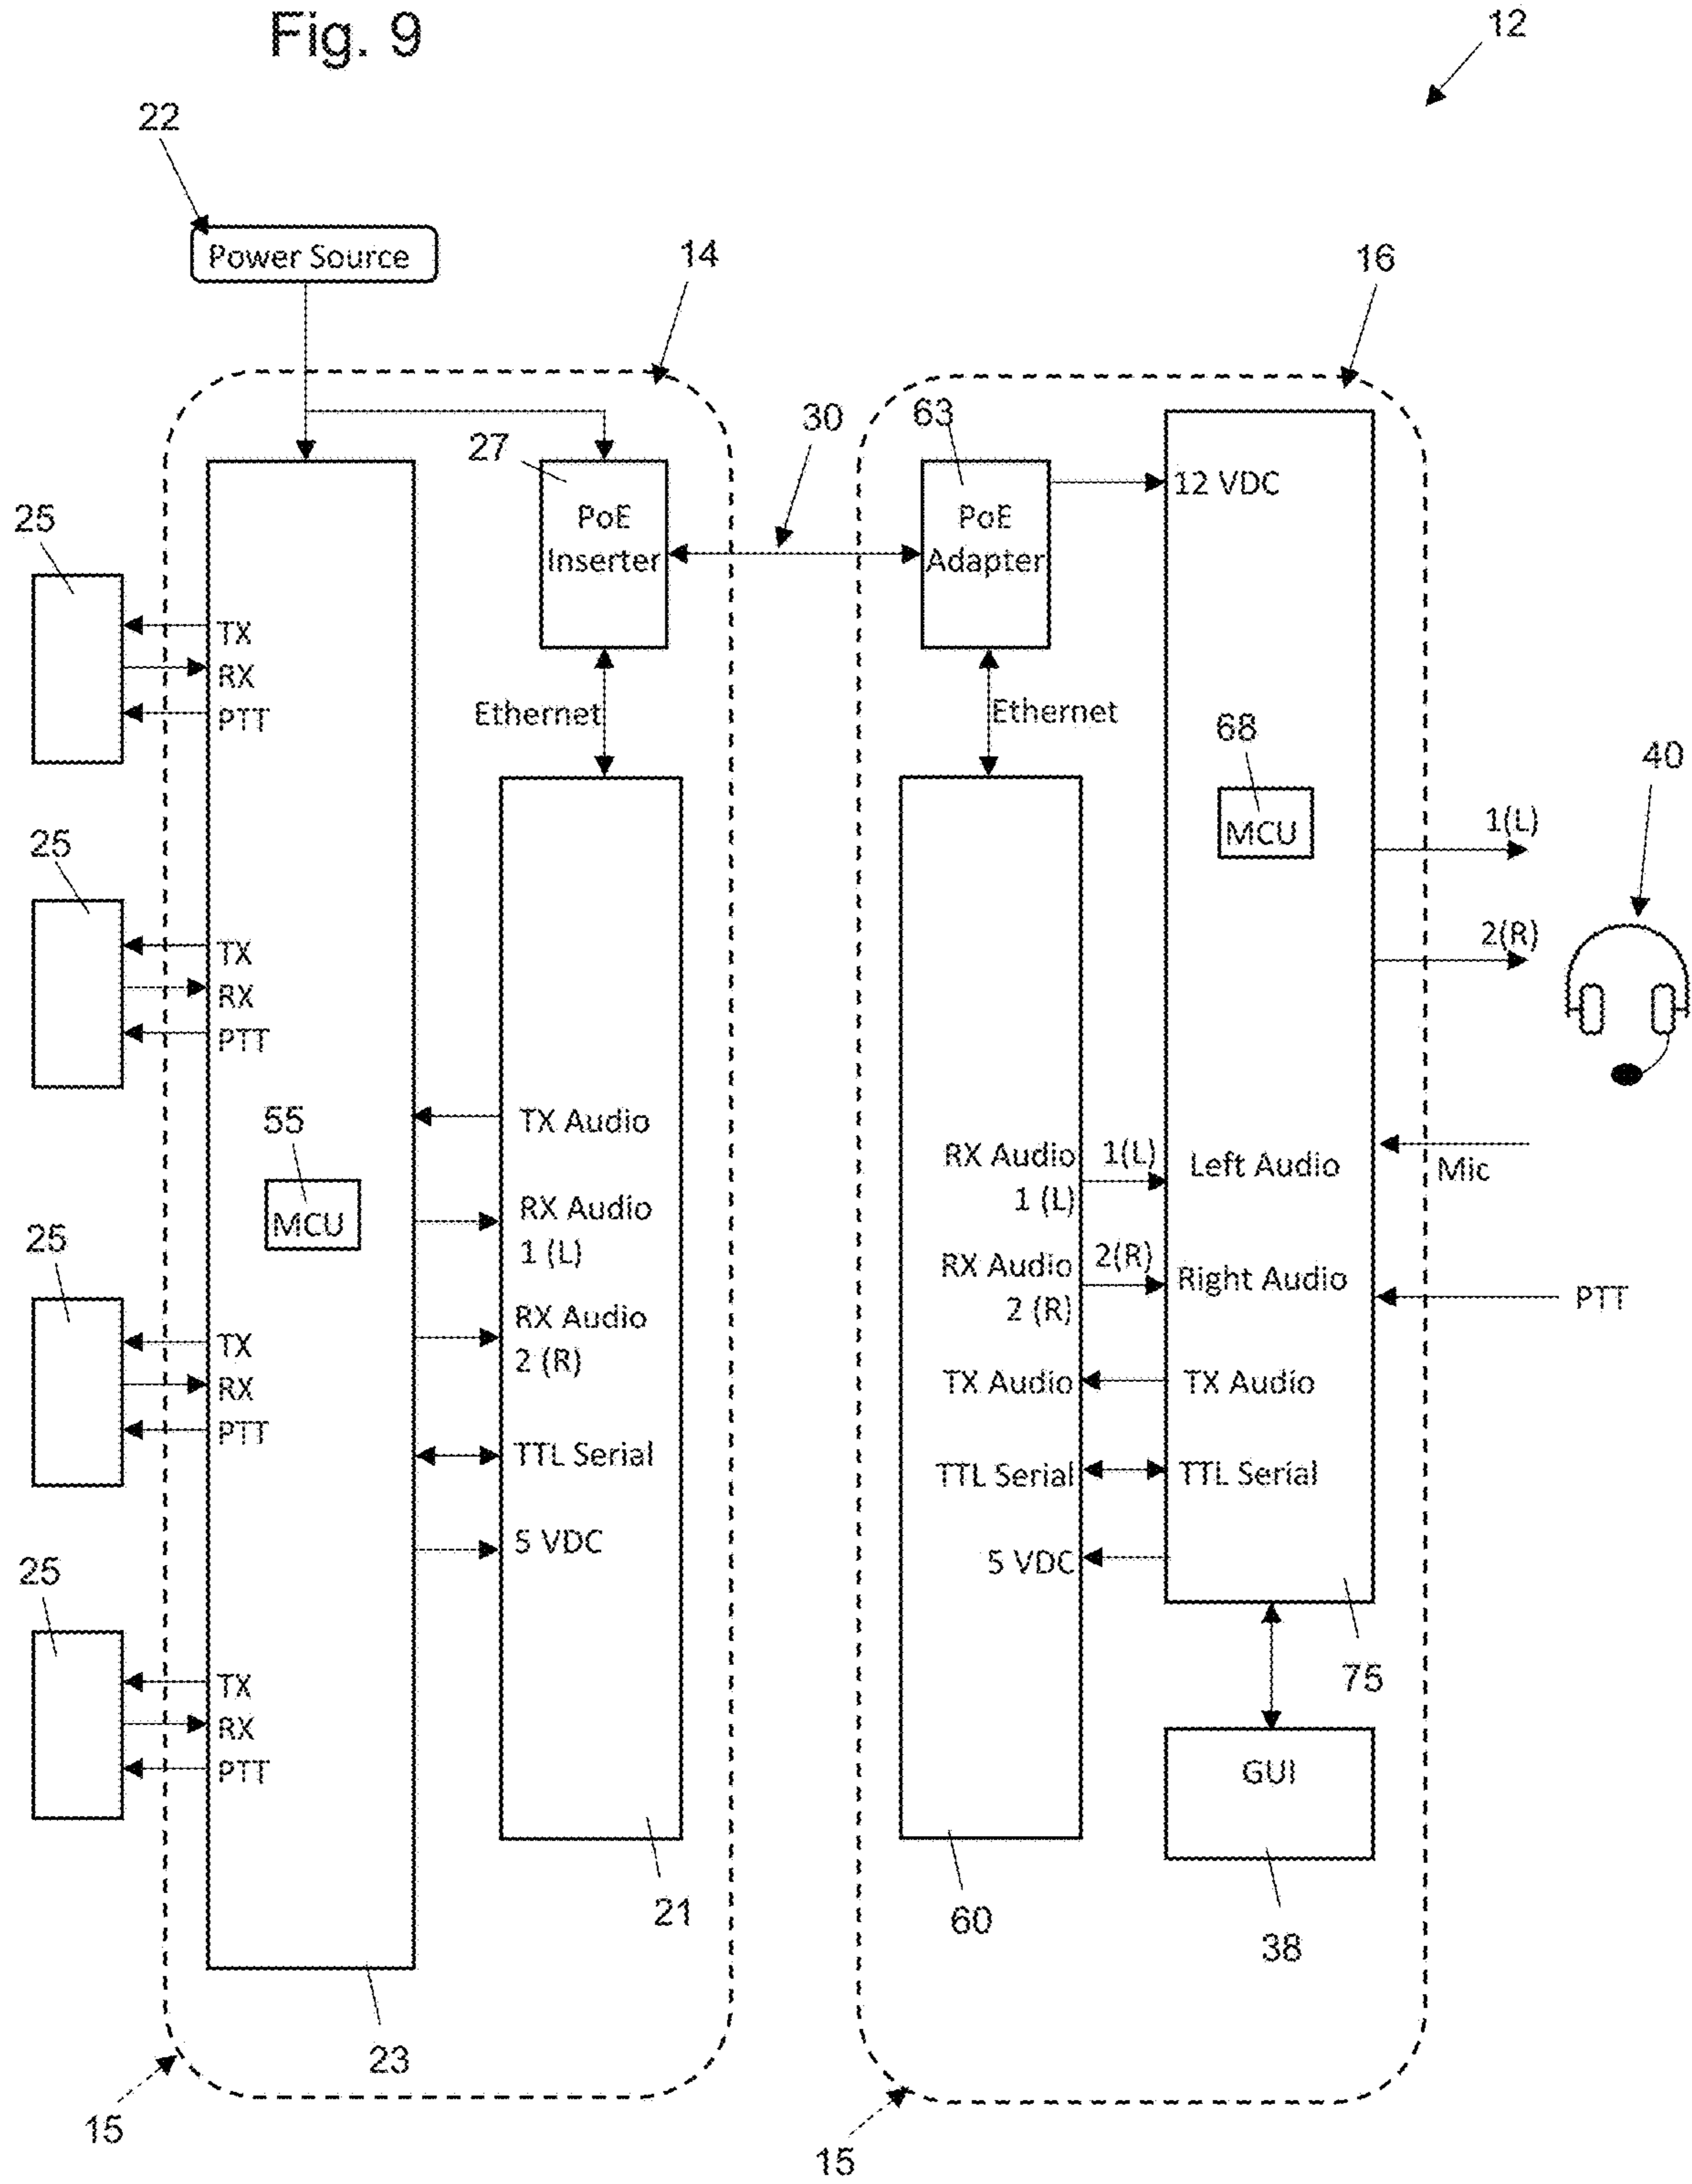 Fig. 9
12
22
Power Source
14
16
27
30
63
PoE
Inserter
PoE
Adapter
12 VDC
25
TX
RX
PTT
Ethernet
Ethernet
68
MCU
40
1(L)
2(R)
25
TX
RX
PTT
55
MCU
TX Audio
RX Audio
1 (L)
RX Audio
2 (R)
TTL Serial
5 VDC
RX Audio
1 (L)
1(L)
Left Audio
RX Audio
2 (R)
2(R)
Right Audio
TX Audio
TX Audio
TTL Serial
TTL Serial
5 VDC
Mic
PTT
25
TX
RX
PTT
25
TX
RX
PTT
75
GUI
21
60
38
23
15
15